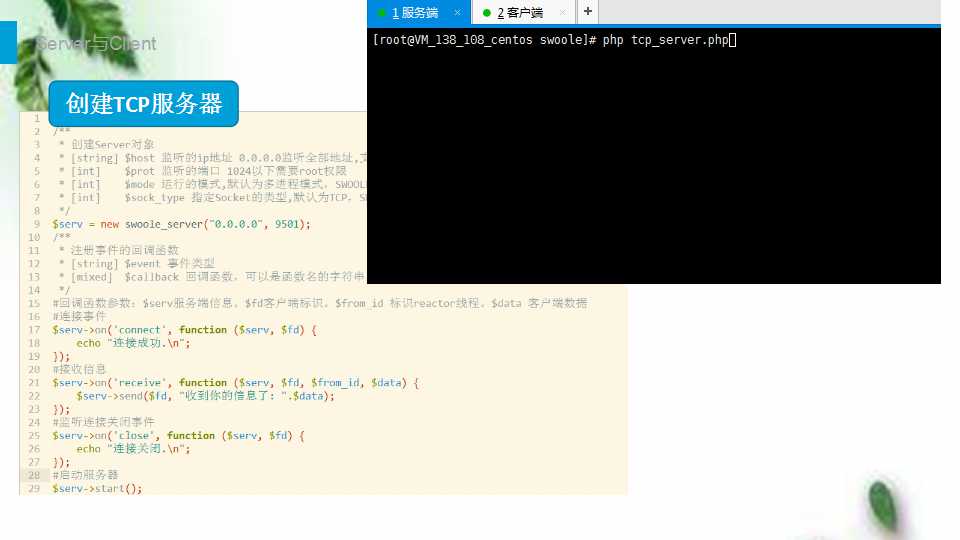 Server与Client
1 服务端
2 客户端
[root@VM_138_108_centos swoole]# php tcp_server.php
创建TCP服务器
1
2 /**
3 * 创建Server对象
4 * [string] $host 监听的ip地址 0.0.0.0监听全部地址,
5 * [int] $prot 监听的端口 1024以下需要root权限
6 * [int] $mode 运行的模式,默认为多进程模式，SWOOL
7 * [int] $sock_type 指定Socket的类型,默认为TCP，
8 */
9 $serv = new swoole_server("0.0.0.0", 9501);
10 /**
11 * 注册事件的回调函数
12 * [string] $event 事件类型
13 * [mixed] $callback 回调函数，可以是函数名的字符串
14 */
15 #回调函数参数：$serv服务端信息，$fd客户端标识，$from_id 标识reactor线程，$data 客户端数据
16 #连接事件
17 $serv->on('connect', function ($serv, $fd) {
18 echo "连接成功.\n";
19 });
20 #接收信息
21 $serv->on('receive', function ($serv, $fd, $from_id, $data) {
22 $serv->send($fd, "收到你的信息了: ".$data);
23 });
24 #监听连接关闭事件
25 $serv->on('close', function ($serv, $fd) {
26 echo "连接关闭.\n";
27 });
28 #启动服务器
29 $serv->start();